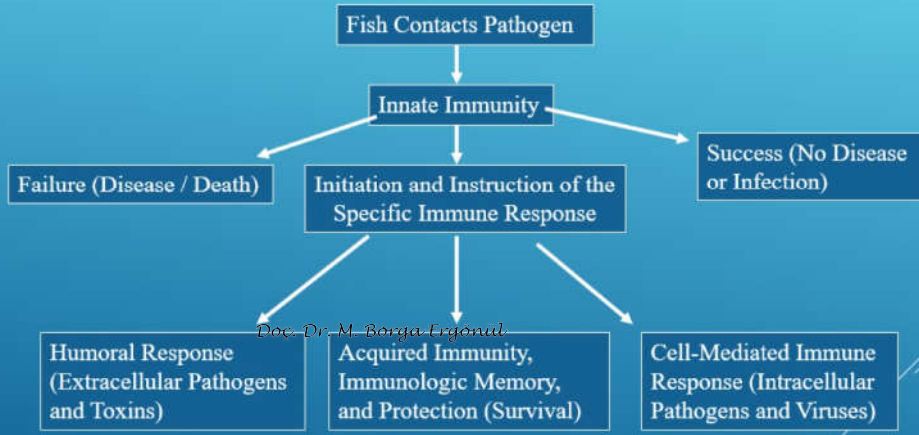 Fish Contacts Pathogen
Innate Immunity
Failure (Disease / Death)
Initiation and Instruction of the
Specific Immune Response
Success (No Disease
or Infection)
Doç. Dr. M. Borga Ergönül
Humoral Response
(Extracellular Pathogens
and Toxins)
Acquired Immunity,
Immunologic Memory,
and Protection (Survival)
Cell-Mediated Immune
Response (Intracellular
Pathogens and Viruses)